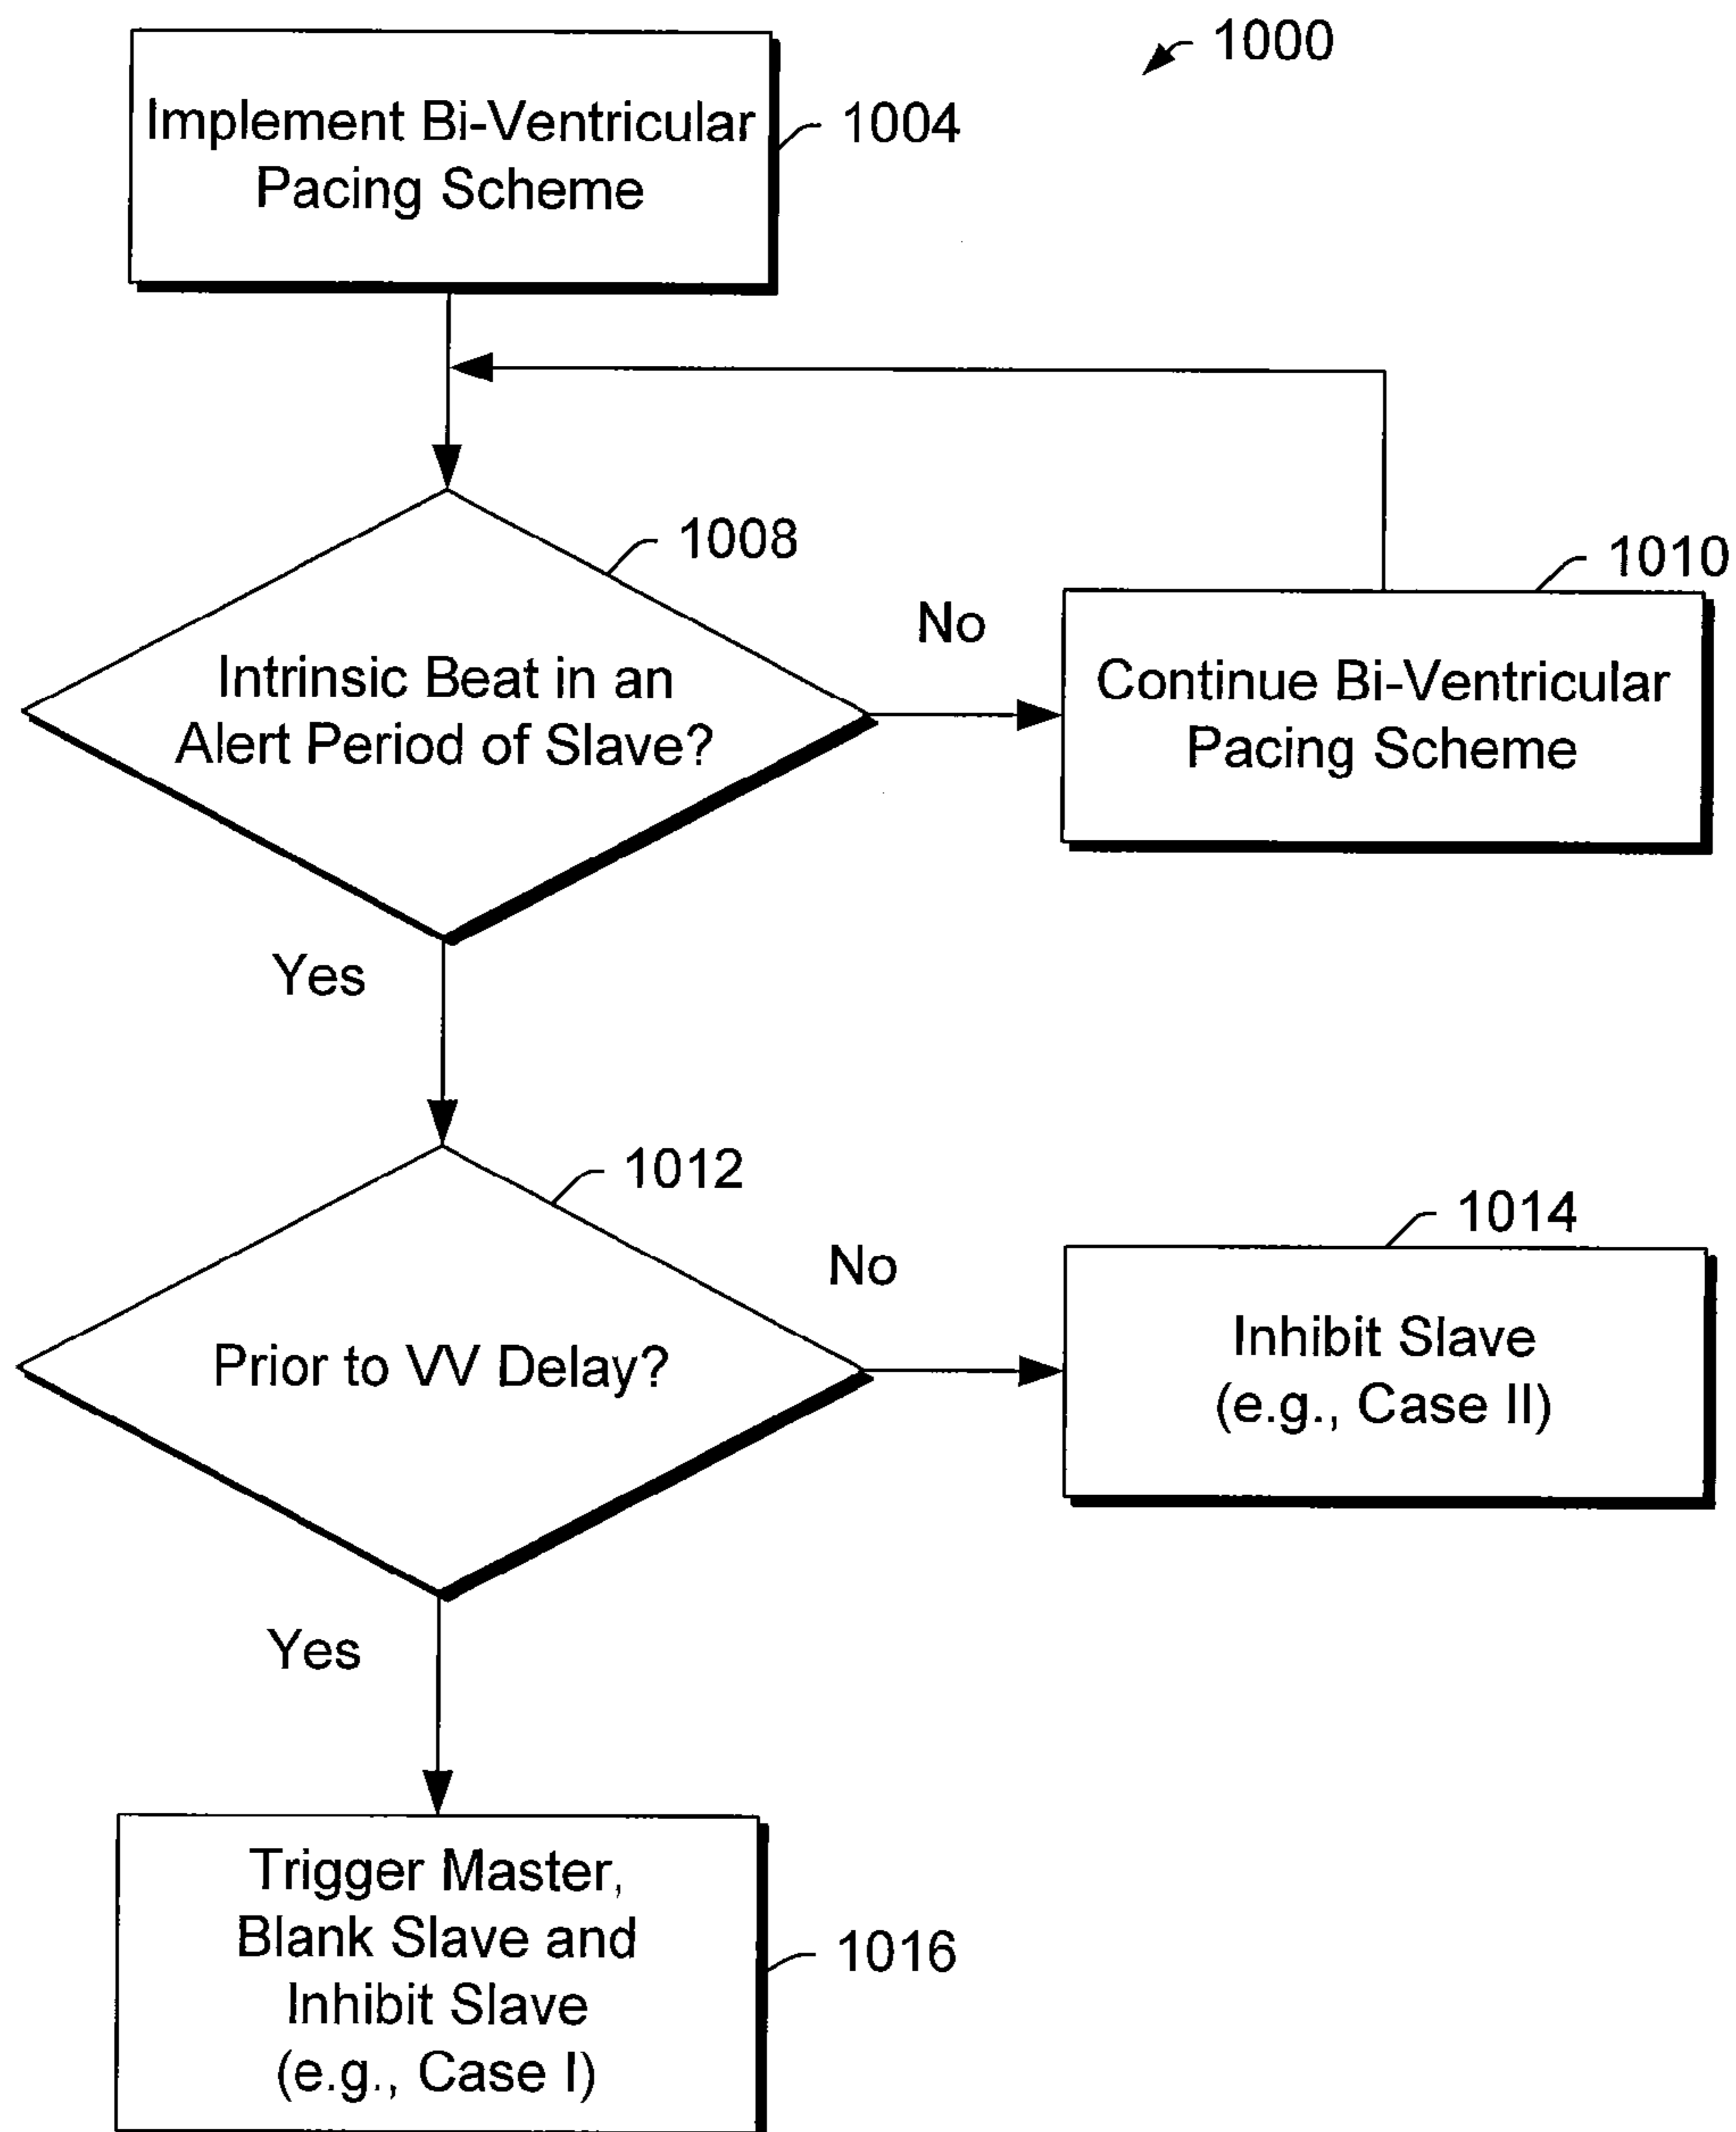 1000
Implement Bi-Ventricular
Pacing Scheme
1004
1008
Intrinsic Beat in an
Alert Period of Slave?
No
1010
Continue Bi-Ventricular
Pacing Scheme
Yes
1012
Prior to VV Delay?
No
1014
Inhibit Slave
(e.g., Case II)
Yes
Trigger Master,
Blank Slave and
Inhibit Slave
(e.g., Case I)
1016